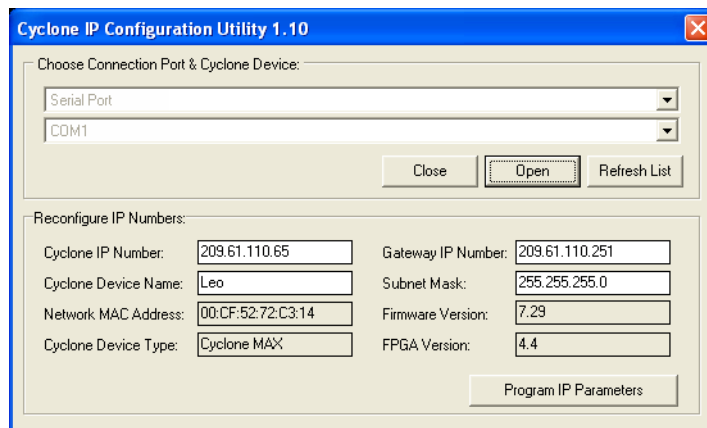 Cyclone IP Configuration Utility 1.10
Choose Connection Port & Cyclone Device:
Serial Port
COM1
Close Open Refresh List
Reconfigure IP Numbers:
Cyclone IP Number: 209.61.110.65 Gateway IP Number: 209.61.110.251
Cyclone Device Name: Leo Subnet Mask: 255.255.255.0
Network MAC Address: 00:CF:52:72:C3:14 Firmware Version: 7.29
Cyclone Device Type: Cyclone MAX FPGA Version: 4.4
Program IP Parameters